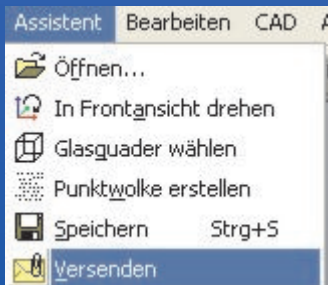 Assistent Bearbeiten CAD
Öffnen...
In Frontansicht drehen
Glasquader wählen
Punktwolke erstellen
Speichern Strg+S
Versenden